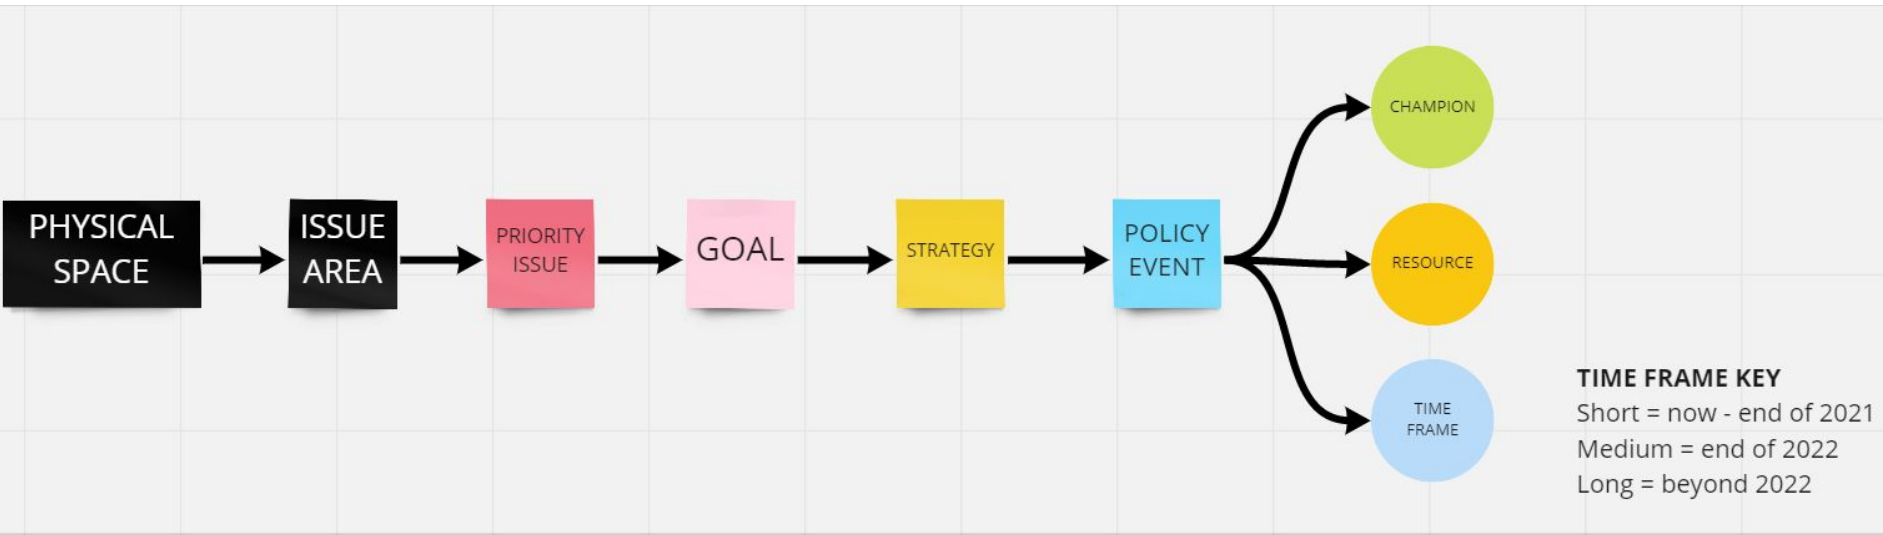 PHYSICAL
SPACE
ISSUE
AREA
PRIORITY
ISSUE
GOAL
STRATEGY
POLICY
EVENT
CHAMPION
RESOURCE
TIME
FRAME
TIME FRAME KEY
Short = now - end of 2021
Medium = end of 2022
Long = beyond 2022